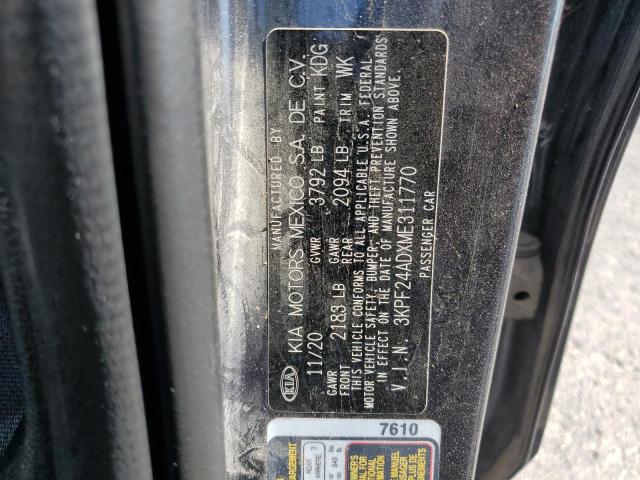 MANUFACTURED BY
KIA KIA MOTORS MEXICO S.A. DE C.V.
11/20 GVWR 3792 LB PAINT KDG
GAWR FRONT 2183 LB GAWR REAR 2094 LB TRIM WK
THIS VEHICLE CONFORMS TO ALL APPLICABLE U.S.A. FEDERAL
MOTOR VEHICLE SAFETY, BUMPER, AND THEFT PREVENTION STANDARDS
IN EFFECT ON THE DATE OF MANUFACTURE SHOWN ABOVE.
V.I.N. 3KPF24ADXME311770
PASSENGER CAR
7610